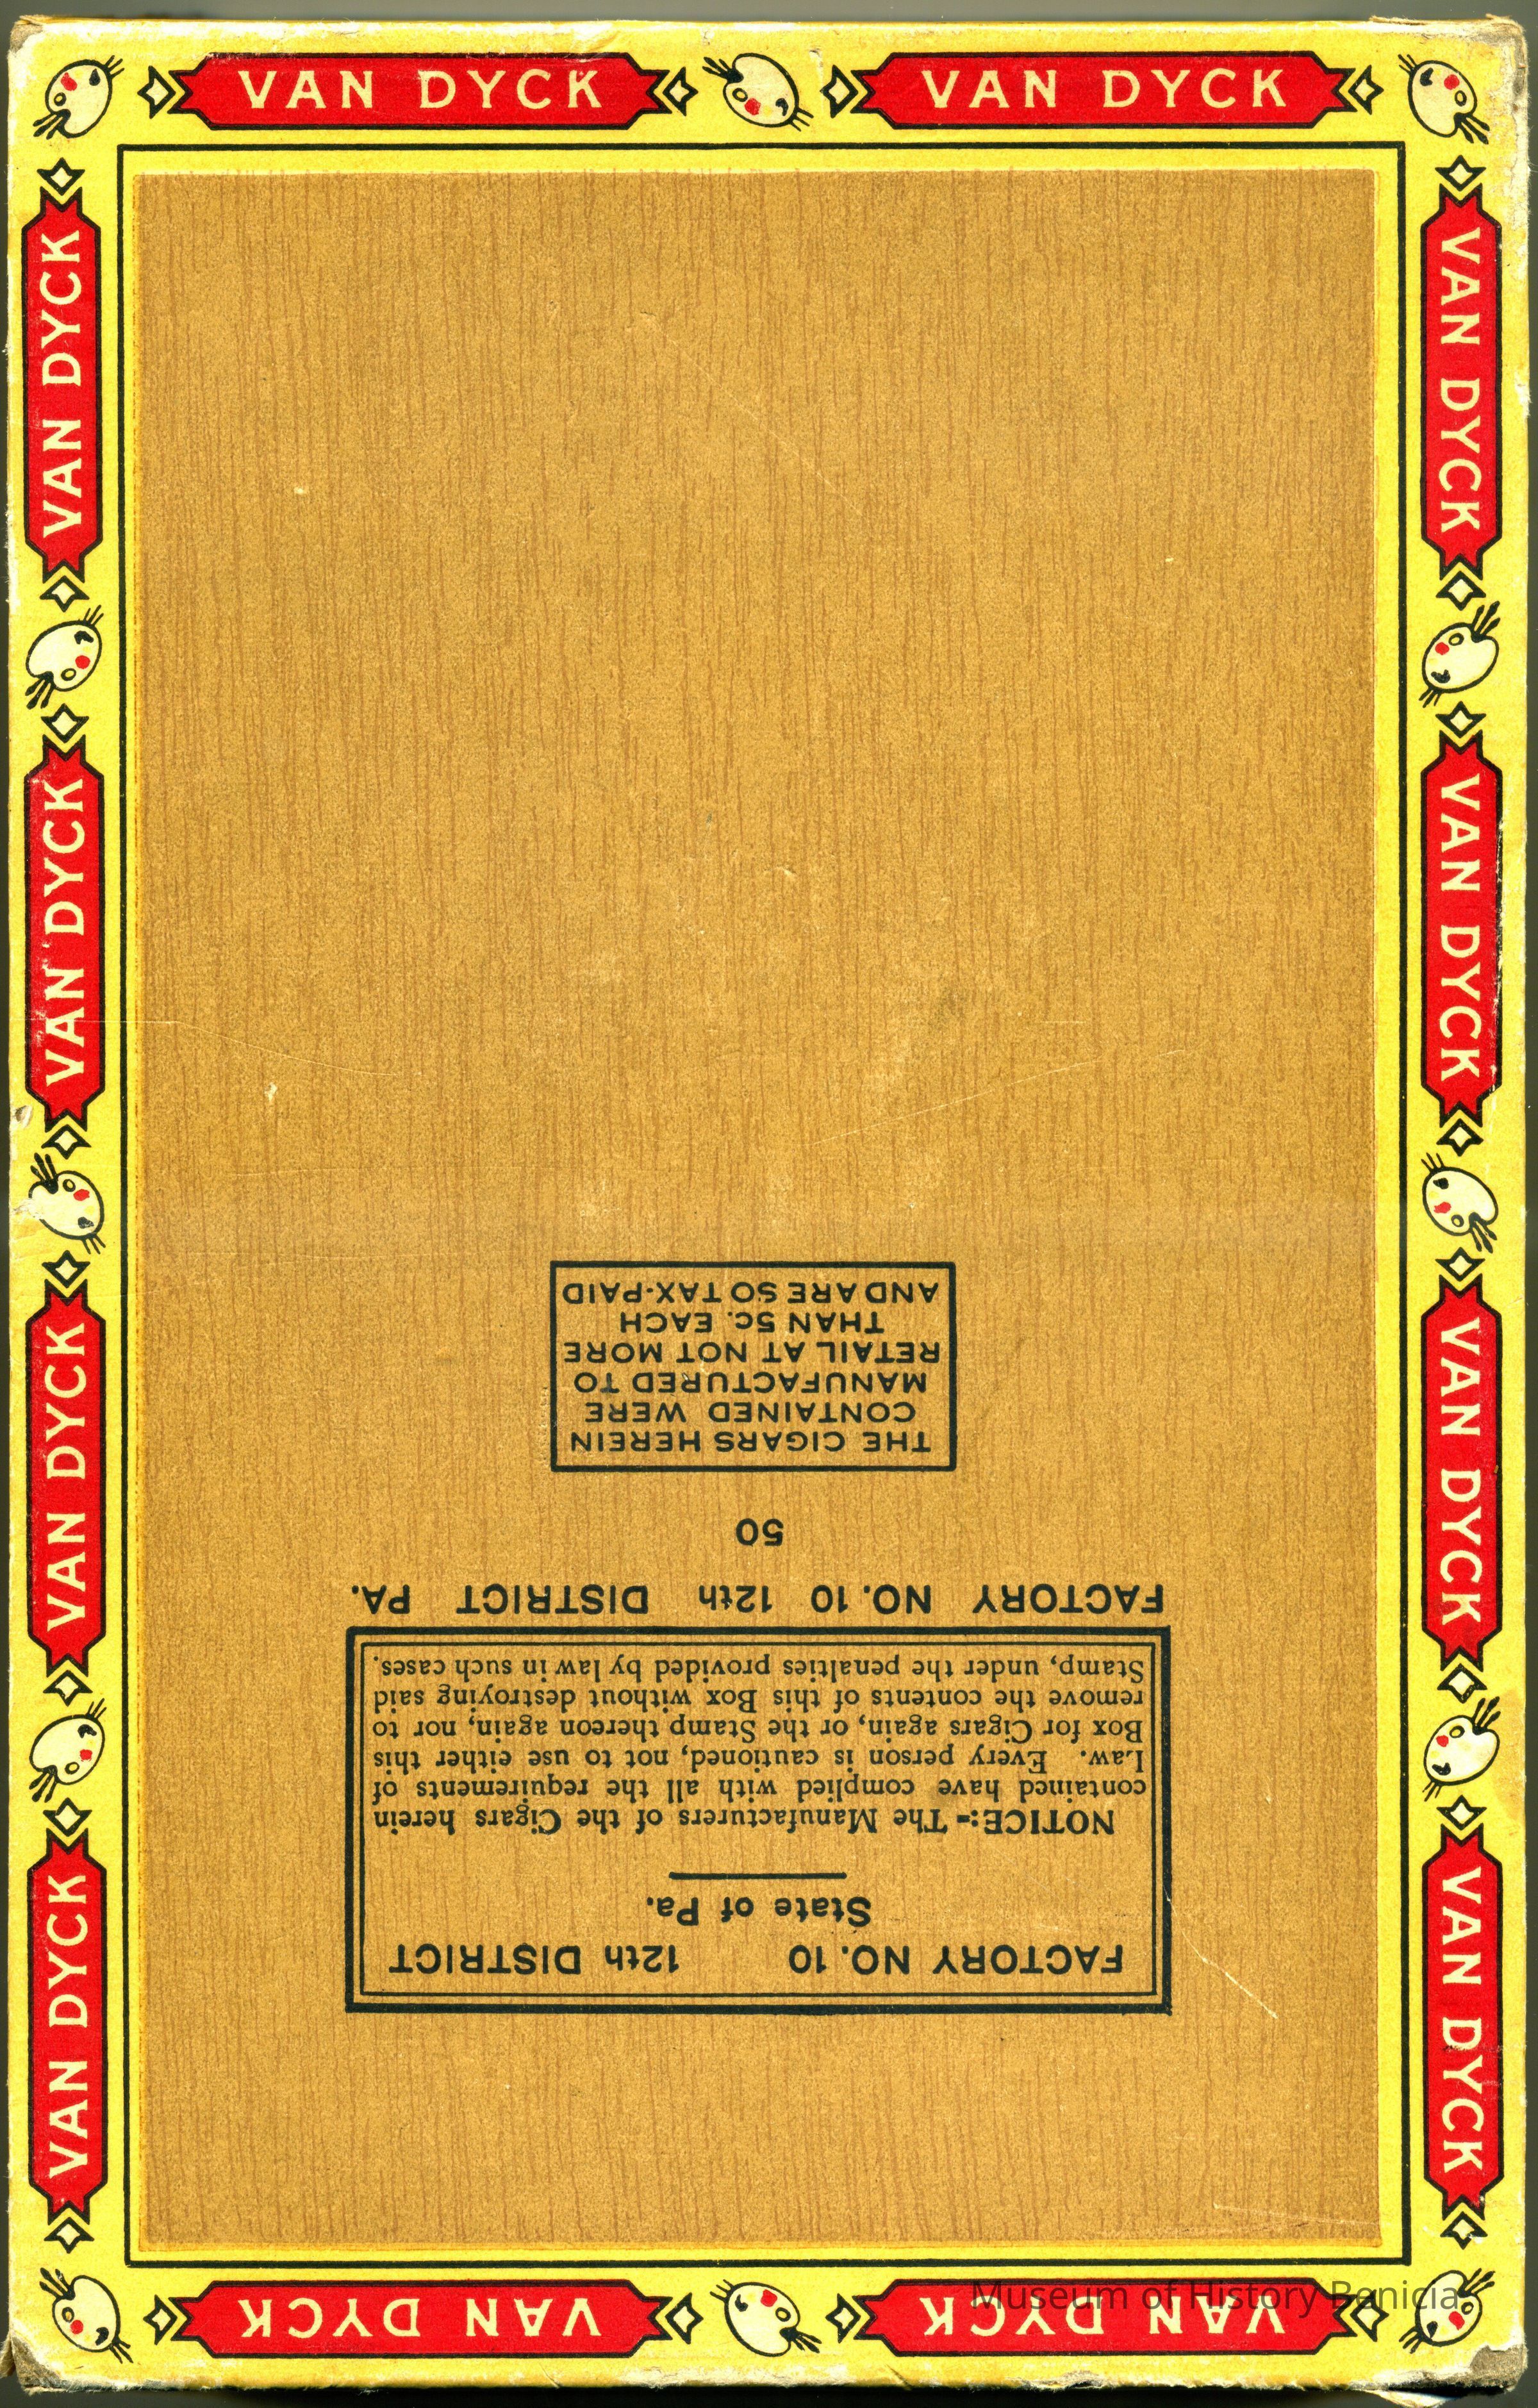 VAN DYCK VAN DYCK
VAN DYCK
VAN DYCK
VAN DYCK
VAN DYCK
VAN DYCK
VAN DYCK
VAN DYCK
VAN DYCK
FACTORY NO. 10 12th DISTRICT
State of Pa.
NOTICE:- The Manufacturers of the Cigars herein
contained have complied with all the requirements of
Law. Every person is cautioned, not to use either this
Box for Cigars again, or the Stamp thereon again, nor to
remove the contents of this Box without destroying said
Stamp, under the penalties provided by law in such cases.
FACTORY NO. 10 12th DISTRICT PA.
50
THE CIGARS HEREIN
CONTAINED WERE
MANUFACTURED TO
RETAIL AT NOT MORE
THAN 5c. EACH
AND ARE SO TAX-PAID
VAN DYCK VAN DYCK
Museum of History Benicia